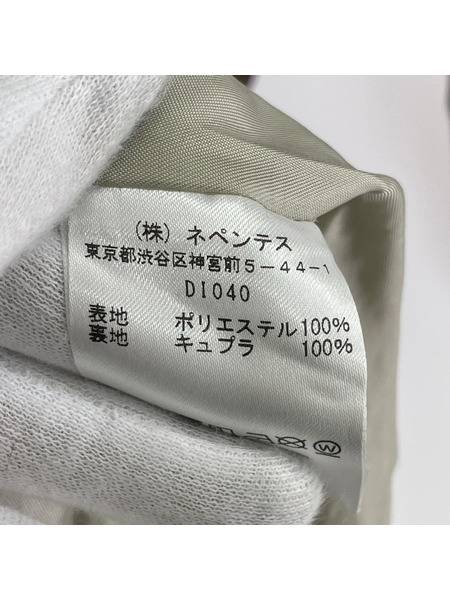 (株) ネペンテス
東京都渋谷区神宮前5-44-1
DI040
表地 ポリエステル100%
裏地 キュプラ 100%
W